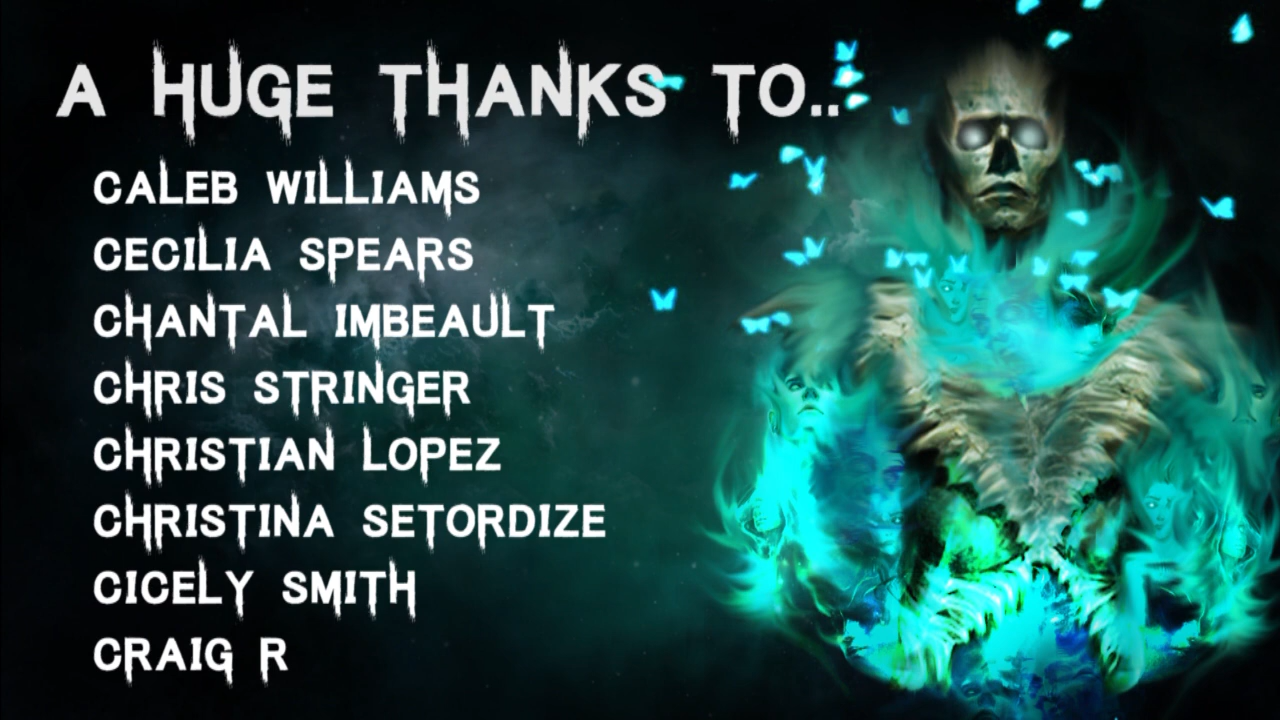 A HUGE THANKS TO..
CALEB WILLIAMS
CECILIA SPEARS
CHANTAL IMBEAULT
CHRIS STRINGER
CHRISTIAN LOPEZ
CHRISTINA SETORDIZE
CICELY SMITH
CRAIG R